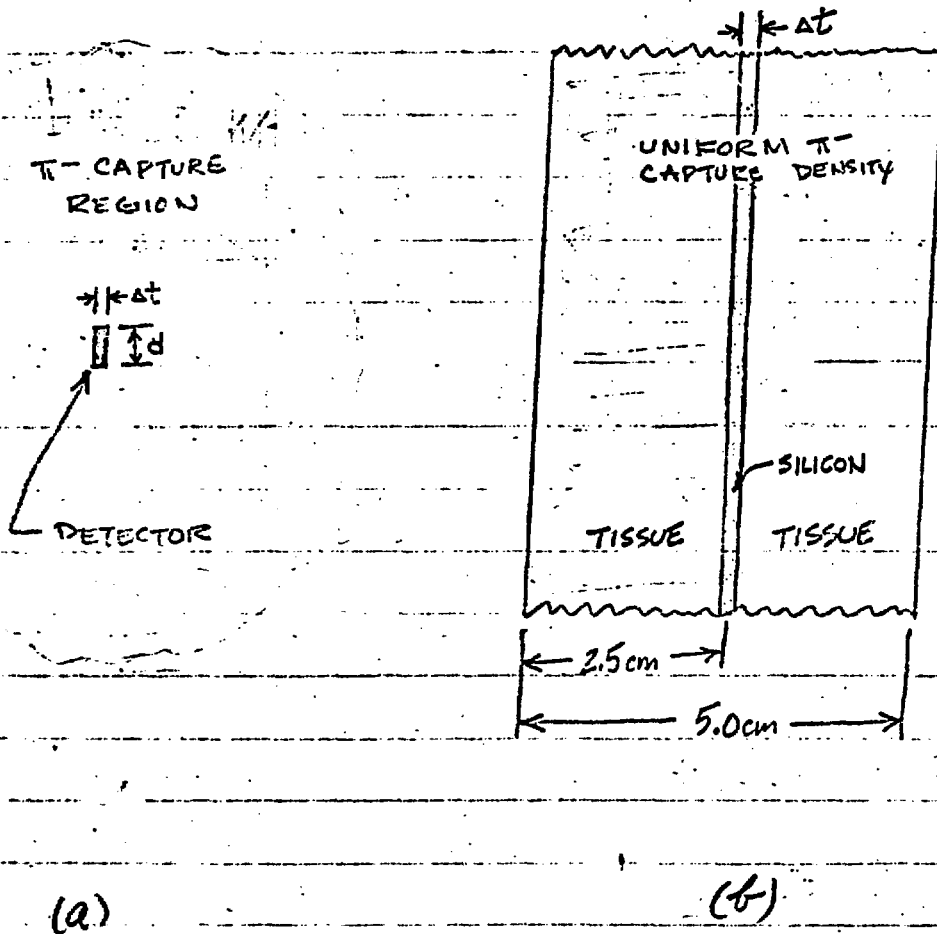 π⁻ CAPTURE
REGION
Δt
d
DETECTOR
(a)
Δt
UNIFORM π⁻
CAPTURE DENSITY
SILICON
TISSUE
TISSUE
2.5cm
5.0cm
(b)